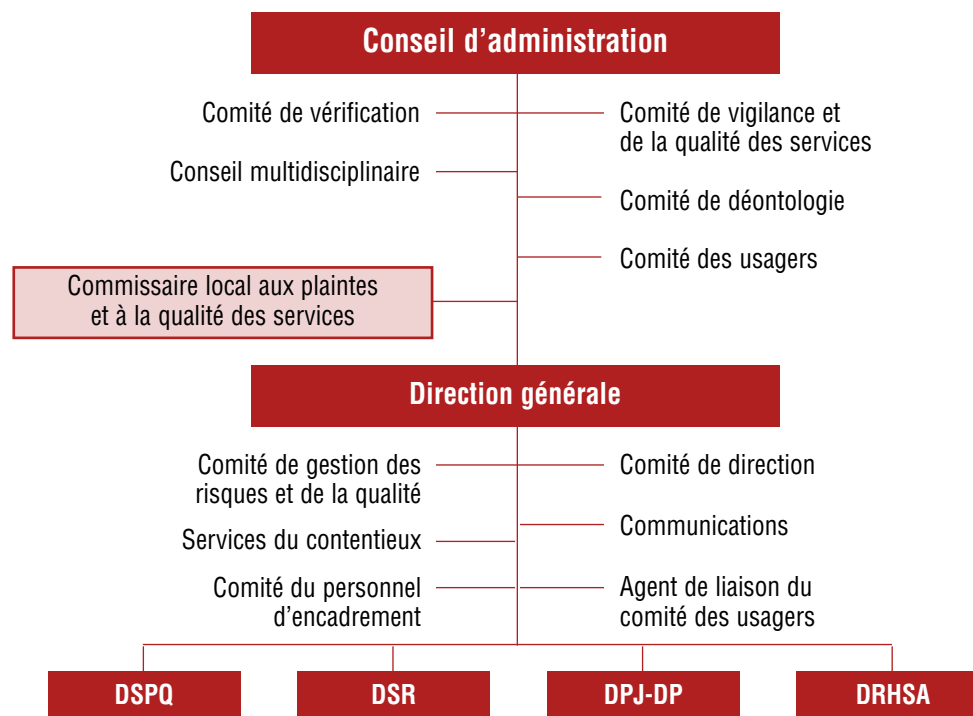 Conseil d’administration
Comité de vérification
Comité de vigilance et
de la qualité des services
Conseil multidisciplinaire
Comité de déontologie
Comité des usagers
Commissaire local aux plaintes
et à la qualité des services
Direction générale
Comité de gestion des
risques et de la qualité
Comité de direction
Services du contentieux
Communications
Comité du personnel
d’encadrement
Agent de liaison du
comité des usagers
DSPQ
DSR
DPJ-DP
DRHSA